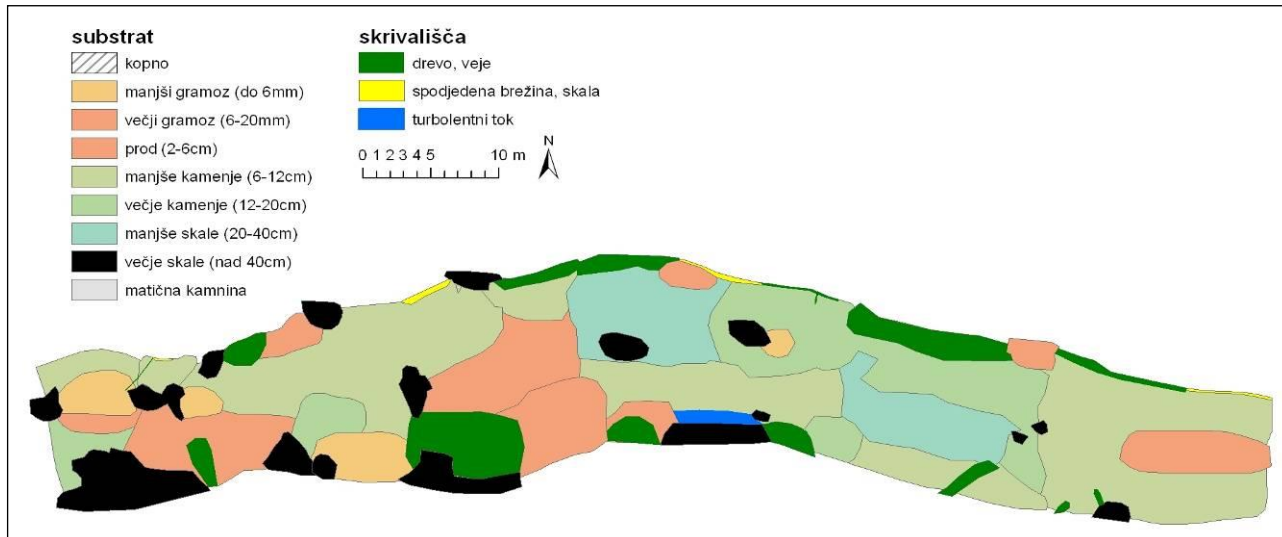 substrat
kopno
manjši gramoz (do 6mm)
večji gramoz (6-20mm)
prod (2-6cm)
manjše kamenje (6-12cm)
večje kamenje (12-20cm)
manjše skale (20-40cm)
večje skale (nad 40cm)
matična kamnina
skrivališča
drevo, veje
spodjedena brežina, skala
turbolentni tok
0 1 2 3 4 5 10 m
N